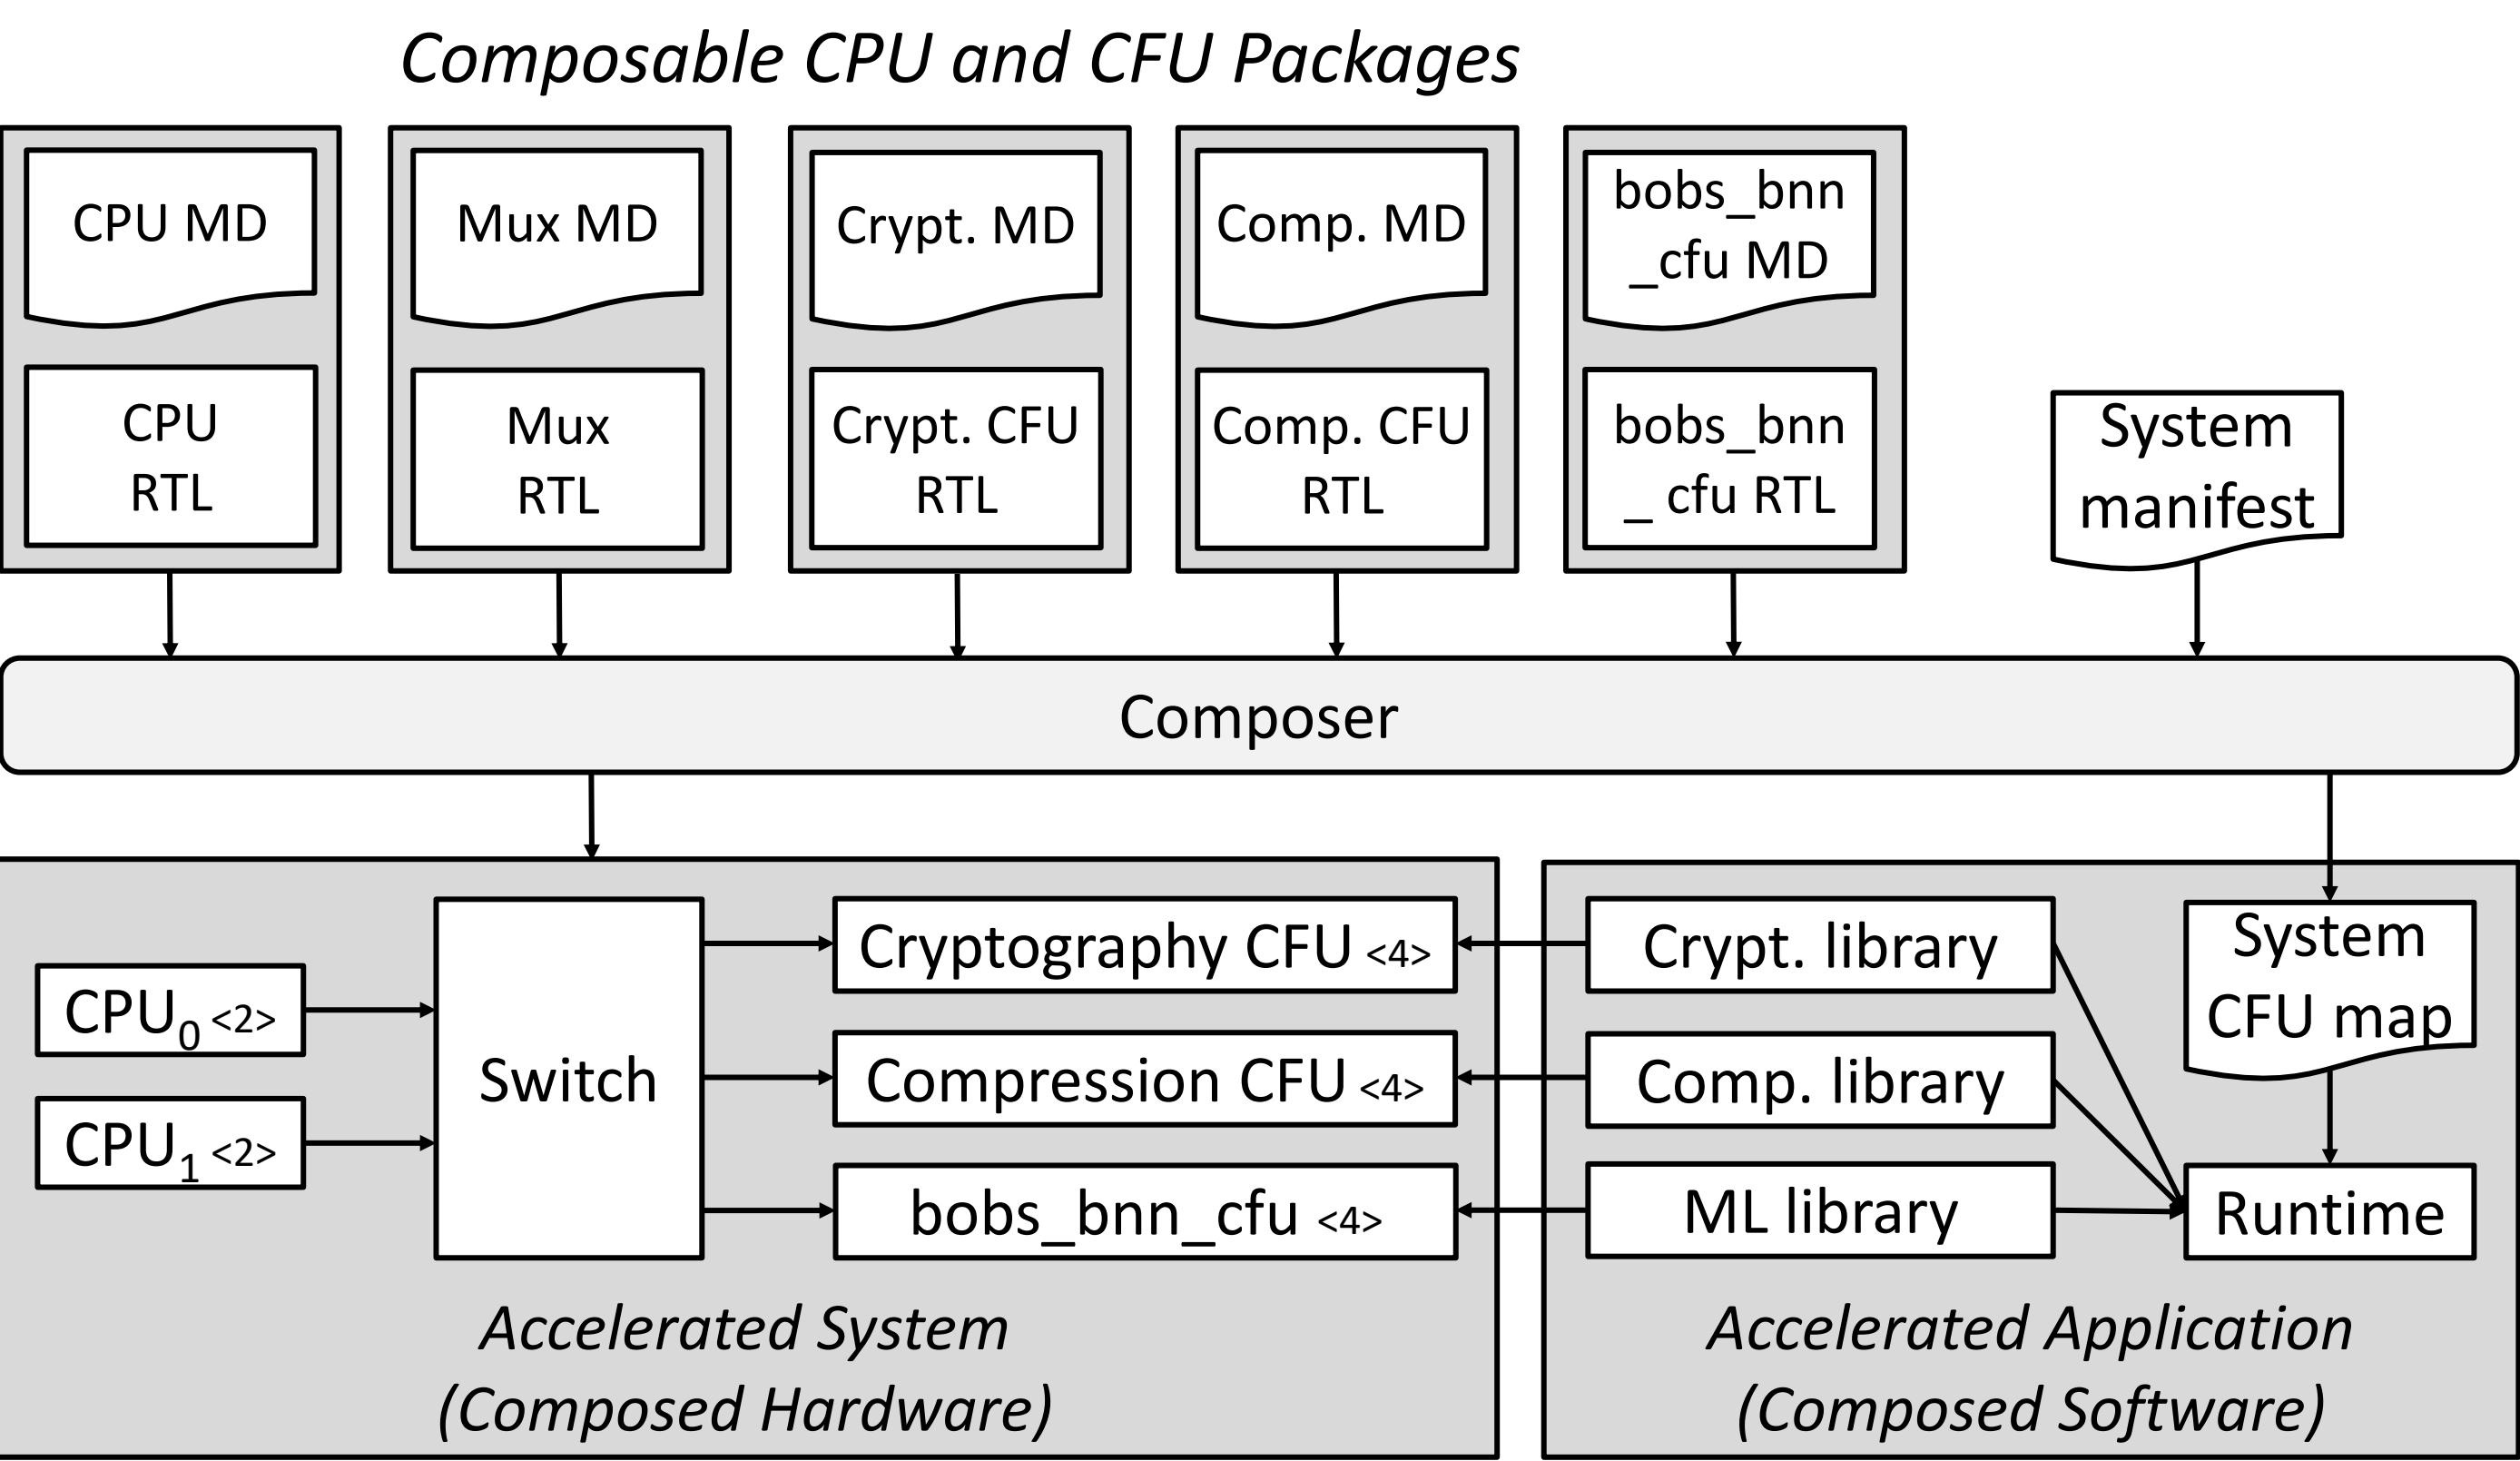 Composable CPU and CFU Packages
CPU MD
CPU
RTL
Mux MD
Mux
RTL
Crypt. MD
Crypt. CFU
RTL
Comp. MD
Comp. CFU
RTL
bobs_bnn
_cfu MD
bobs_bnn
_ cfu RTL
System
manifest
Composer
CPU0 <2>
CPU1 <2>
Switch
Cryptography CFU <4>
Compression CFU <4>
bobs_bnn_cfu <4>
Accelerated System
(Composed Hardware)
Crypt. library
Comp. library
ML library
System
CFU map
Runtime
Accelerated Application
(Composed Software)